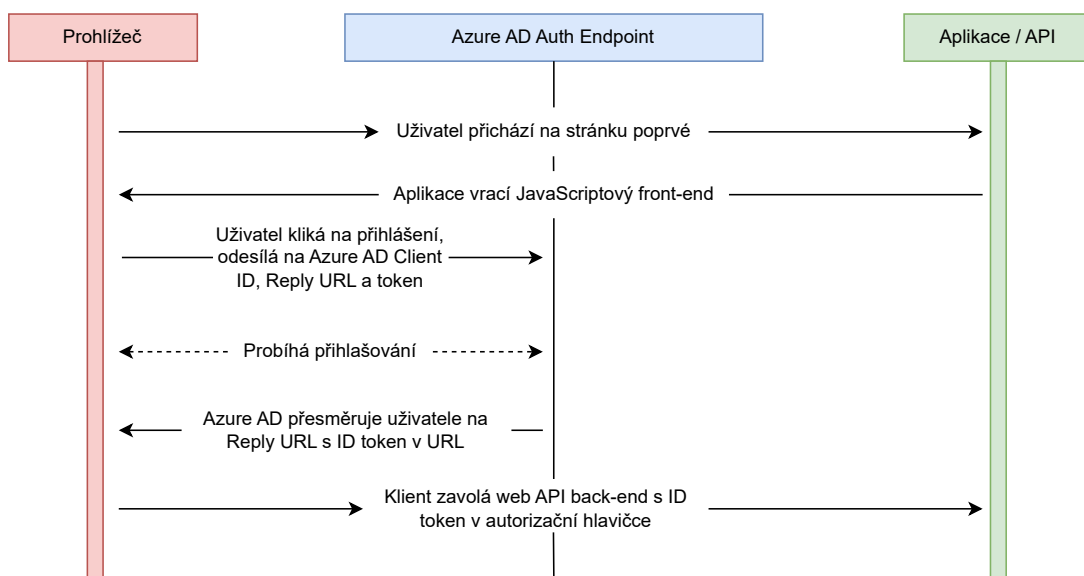 Prohlížeč
Azure AD Auth Endpoint
Aplikace / API
Uživatel přichází na stránku poprvé
Aplikace vrací JavaScriptový front-end
Uživatel kliká na přihlášení,
odesílá na Azure AD Client
ID, Reply URL a token
Probíhá přihlašování
Azure AD přesměruje uživatele na
Reply URL s ID token v URL
Klient zavolá web API back-end s ID
token v autorizační hlavičce